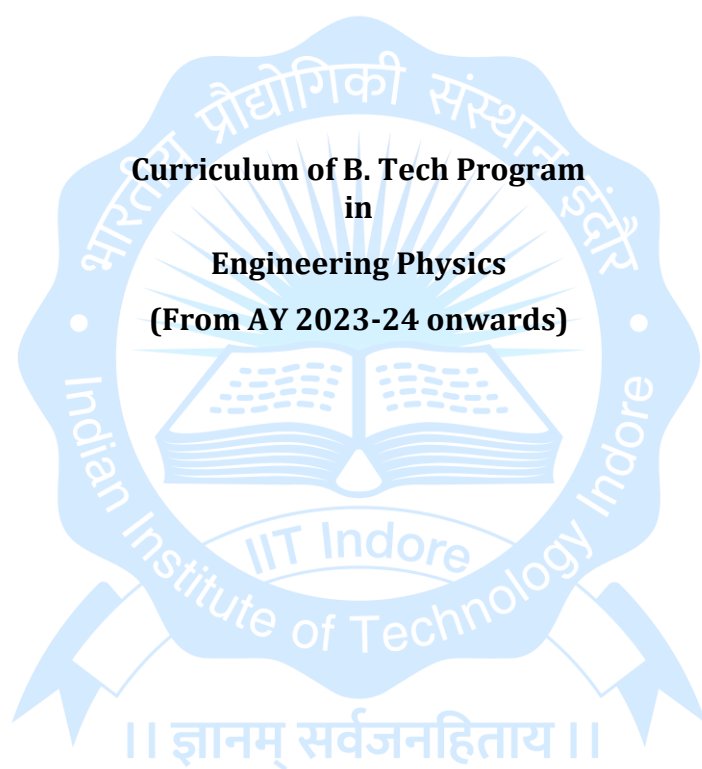 भारतीय प्रौद्योगिकी संस्थान इंदौर
Curriculum of B. Tech Program
in
Engineering Physics
(From AY 2023-24 onwards)
IIT Indore
Indian Institute of Technology Indore
।। ज्ञानम् सर्वजनहिताय ।।